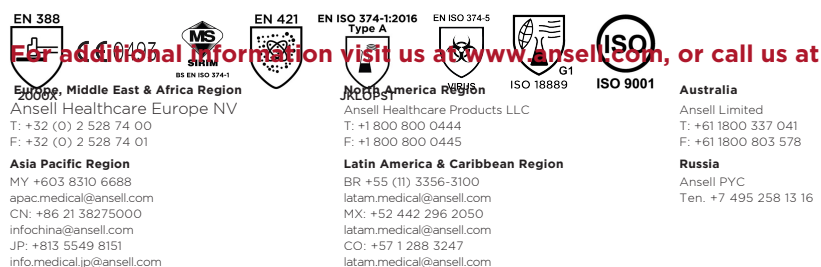 EN 388
EN 421
EN ISO 374-1:2016
Type A
EN ISO 374-5
MS
SIRIM
BS EN ISO 374-1
CE 0493
ISO
G1
2000X
JKLOPST
VIRUS
ISO 18889
ISO 9001
For additional information visit us at www.ansell.com, or call us at
Europe, Middle East & Africa Region
Ansell Healthcare Europe NV
T: +32 (0) 2 528 74 00
F: +32 (0) 2 528 74 01
North America Region
Ansell Healthcare Products LLC
T: +1 800 800 0444
F: +1 800 800 0445
Australia
Ansell Limited
T: +61 1800 337 041
F: +61 1800 803 578
Asia Pacific Region
MY +603 8310 6688
apac.medical@ansell.com
CN: +86 21 38275000
infochina@ansell.com
JP: +813 5549 8151
info.medical.jp@ansell.com
Latin America & Caribbean Region
BR +55 (11) 3356-3100
latam.medical@ansell.com
MX: +52 442 296 2050
latam.medical@ansell.com
CO: +57 1 288 3247
latam.medical@ansell.com
Russia
Ansell РУС
Тел. +7 495 258 13 16